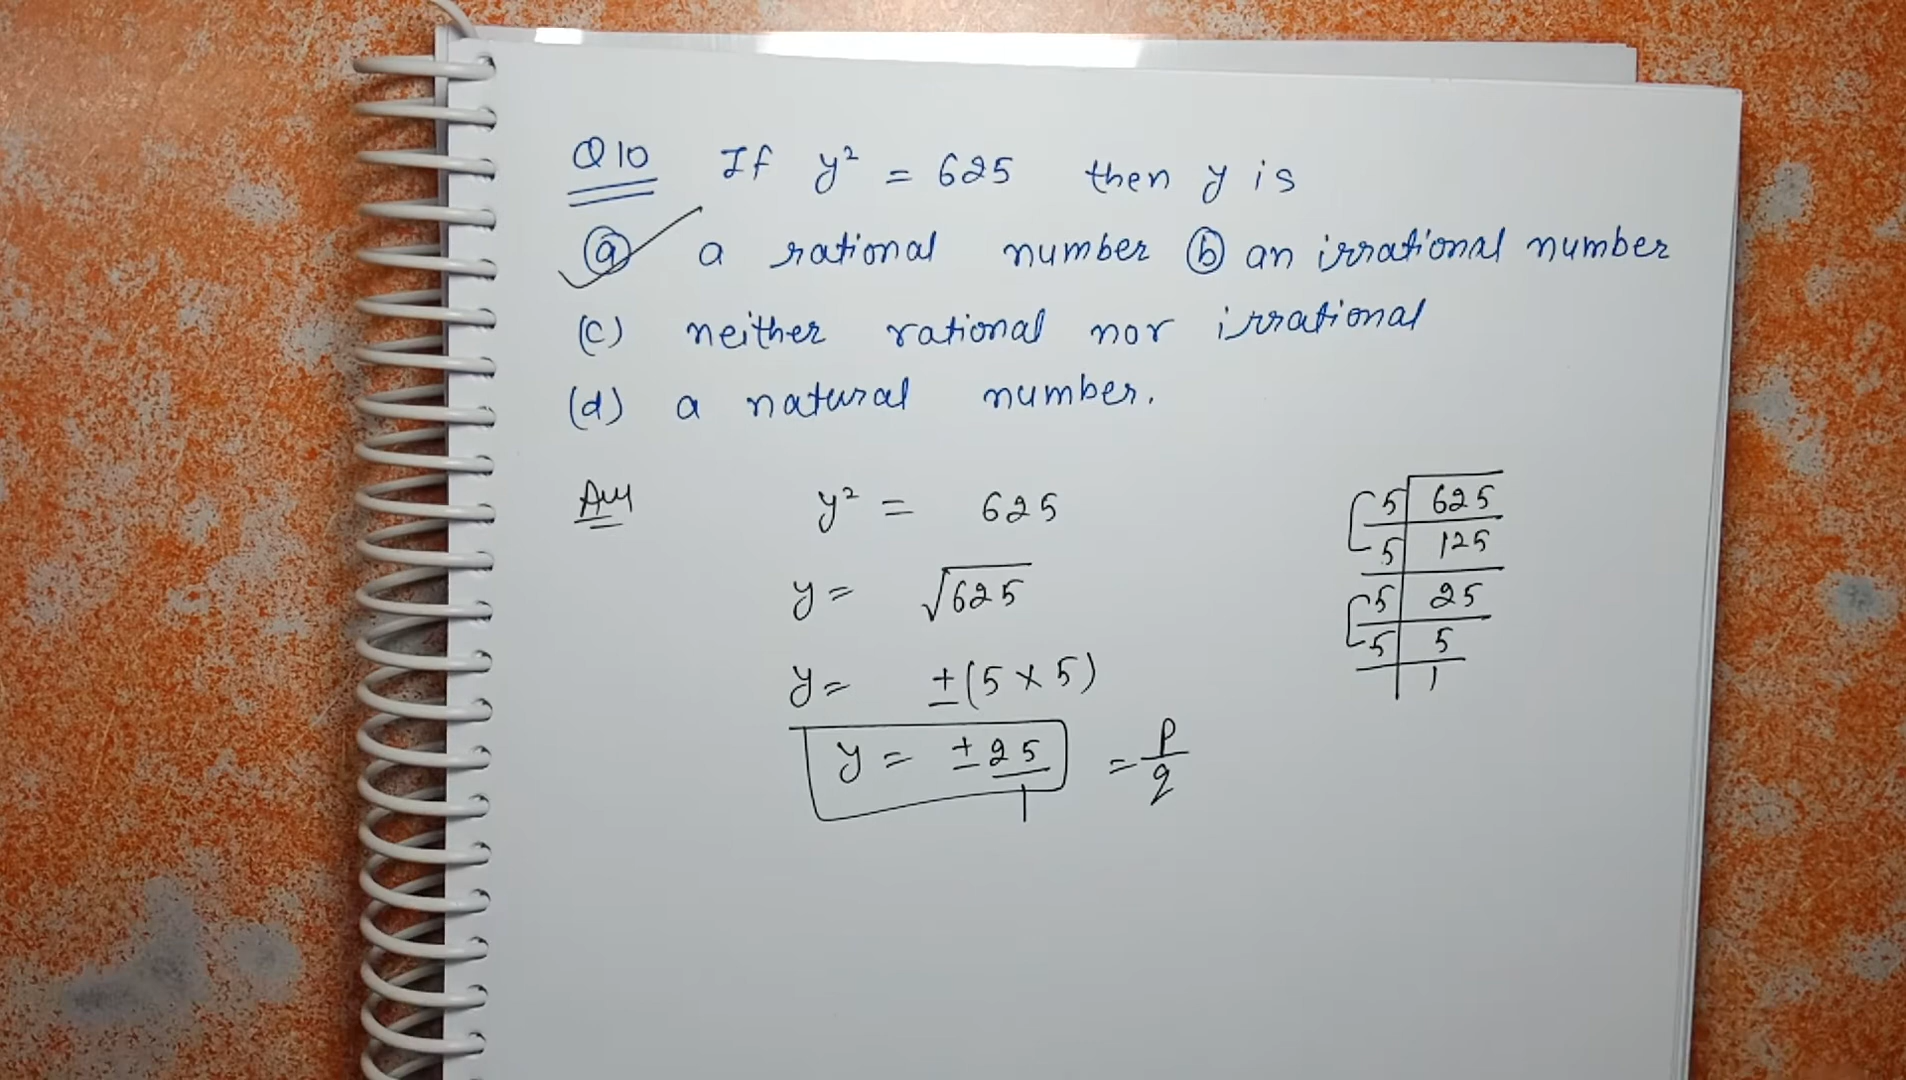 Q10 If y² = 625 then y is
(a) a rational number (b) an irrational number
(c) neither rational nor irrational
(d) a natural number.
Ans y² = 625
y = √625
y = ±(5×5)
y = ±25/1 = p/q
5 625
5 125
5 25
5 5
1